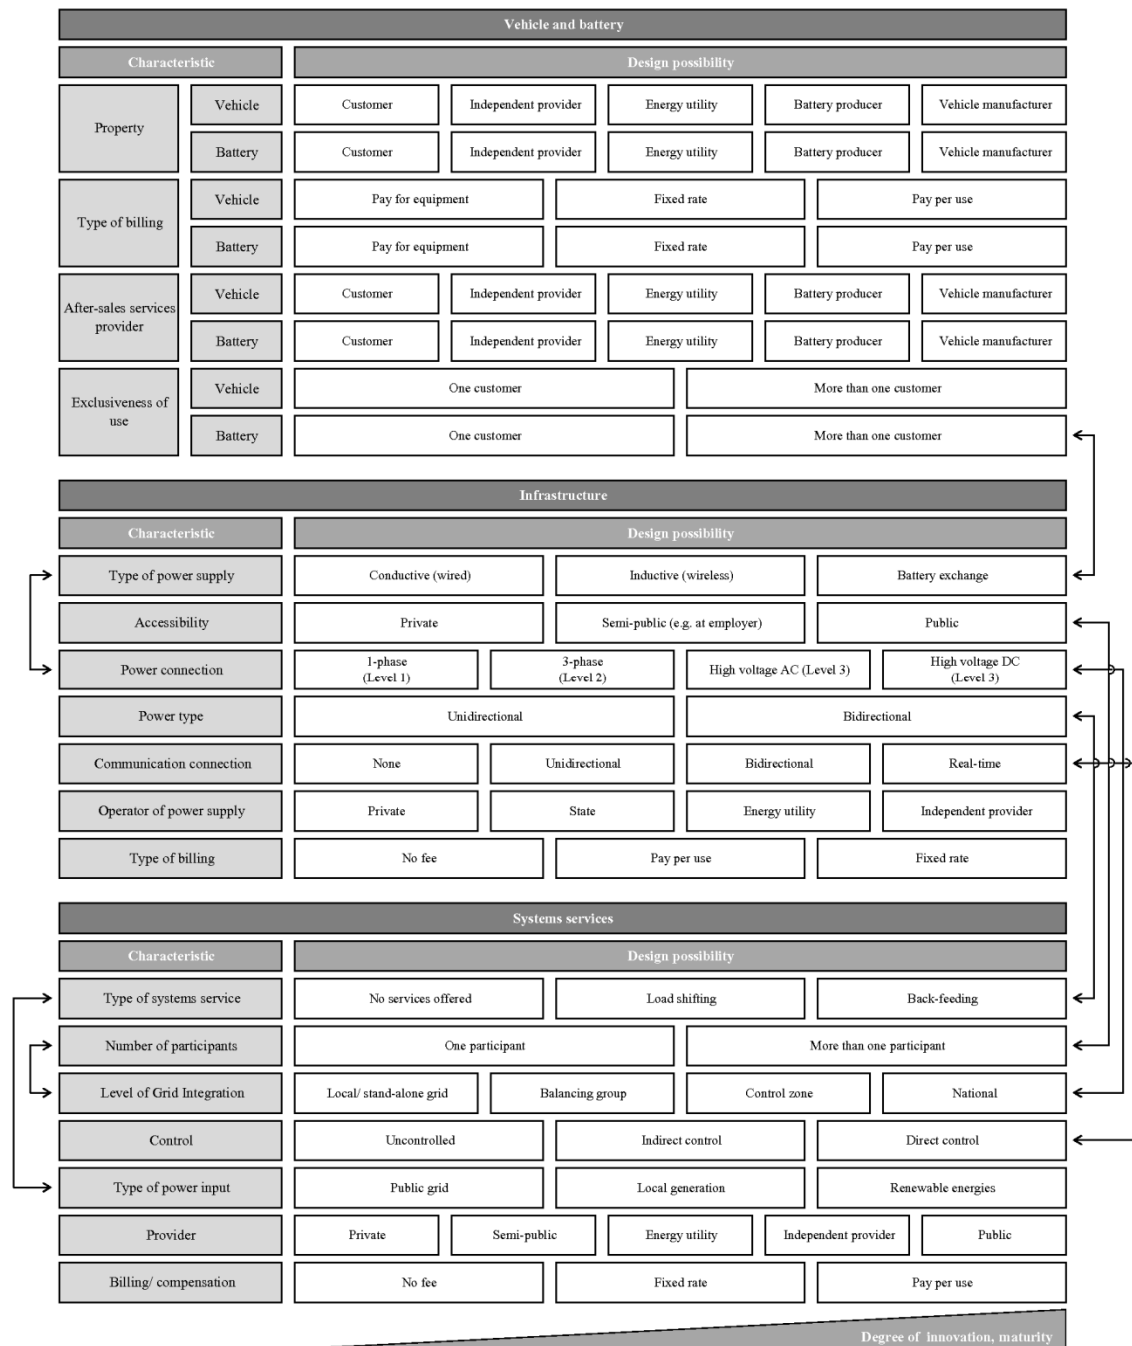 Vehicle and battery
Characteristic
Design possibility
Property
Vehicle
Customer
Independent provider
Energy utility
Battery producer
Vehicle manufacturer
Battery
Customer
Independent provider
Energy utility
Battery producer
Vehicle manufacturer
Type of billing
Vehicle
Pay for equipment
Fixed rate
Pay per use
Battery
Pay for equipment
Fixed rate
Pay per use
After-sales services
provider
Vehicle
Customer
Independent provider
Energy utility
Battery producer
Vehicle manufacturer
Battery
Customer
Independent provider
Energy utility
Battery producer
Vehicle manufacturer
Exclusiveness of
use
Vehicle
One customer
More than one customer
Battery
One customer
More than one customer
Infrastructure
Characteristic
Design possibility
Type of power supply
Conductive (wired)
Inductive (wireless)
Battery exchange
Accessibility
Private
Semi-public (e.g. at employer)
Public
Power connection
1-phase
(Level 1)
3-phase
(Level 2)
High voltage AC (Level 3)
High voltage DC
(Level 3)
Power type
Unidirectional
Bidirectional
Communication connection
None
Unidirectional
Bidirectional
Real-time
Operator of power supply
Private
State
Energy utility
Independent provider
Type of billing
No fee
Pay per use
Fixed rate
Systems services
Characteristic
Design possibility
Type of systems service
No services offered
Load shifting
Back-feeding
Number of participants
One participant
More than one participant
Level of Grid Integration
Local/ stand-alone grid
Balancing group
Control zone
National
Control
Uncontrolled
Indirect control
Direct control
Type of power input
Public grid
Local generation
Renewable energies
Provider
Private
Semi-public
Energy utility
Independent provider
Public
Billing/ compensation
No fee
Fixed rate
Pay per use
Degree of innovation, maturity